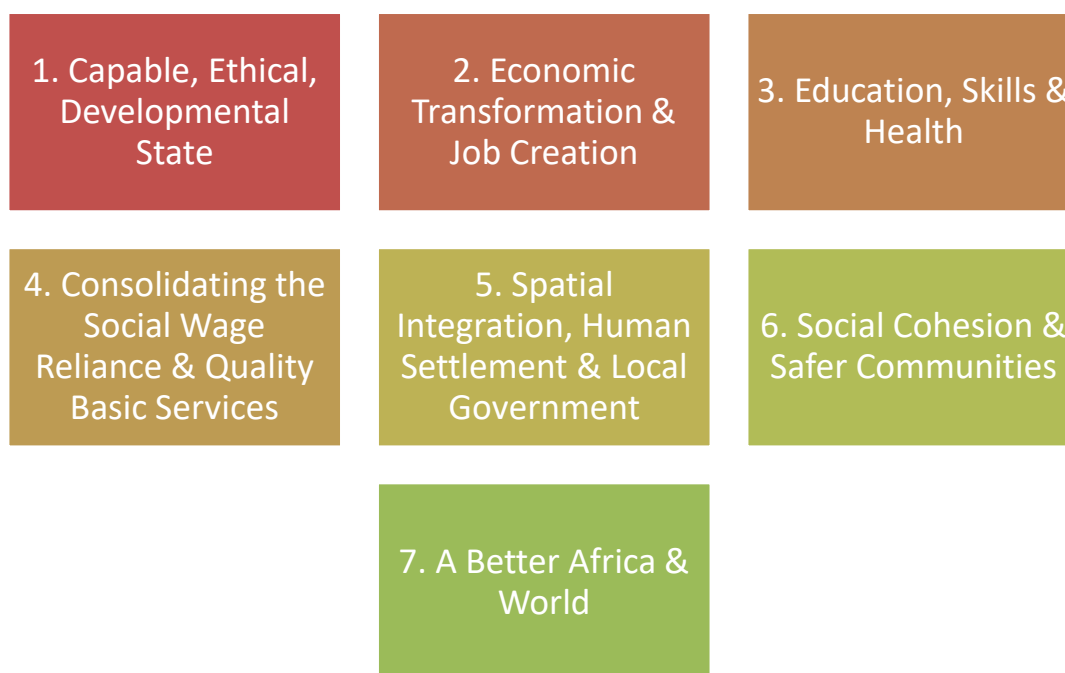 1. Capable, Ethical,
Developmental
State
2. Economic
Transformation &
Job Creation
3. Education, Skills &
Health
4. Consolidating the
Social Wage
Reliance & Quality
Basic Services
5. Spatial
Integration, Human
Settlement & Local
Government
6. Social Cohesion &
Safer Communities
7. A Better Africa &
World